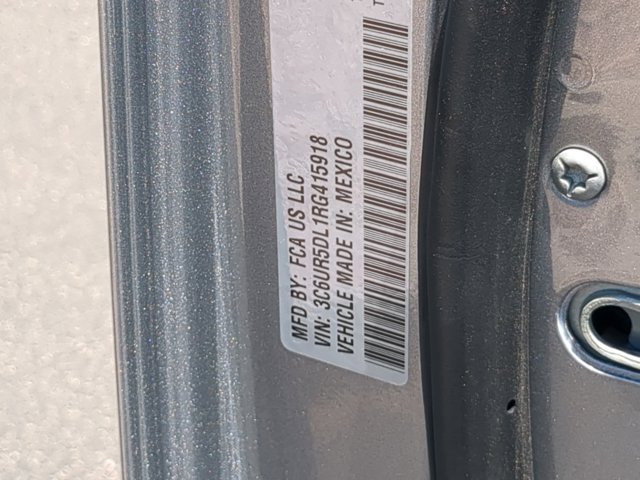 MFD BY: FCA US LLC
VIN: 3C6UR5DL1RG415918
VEHICLE MADE IN: MEXICO